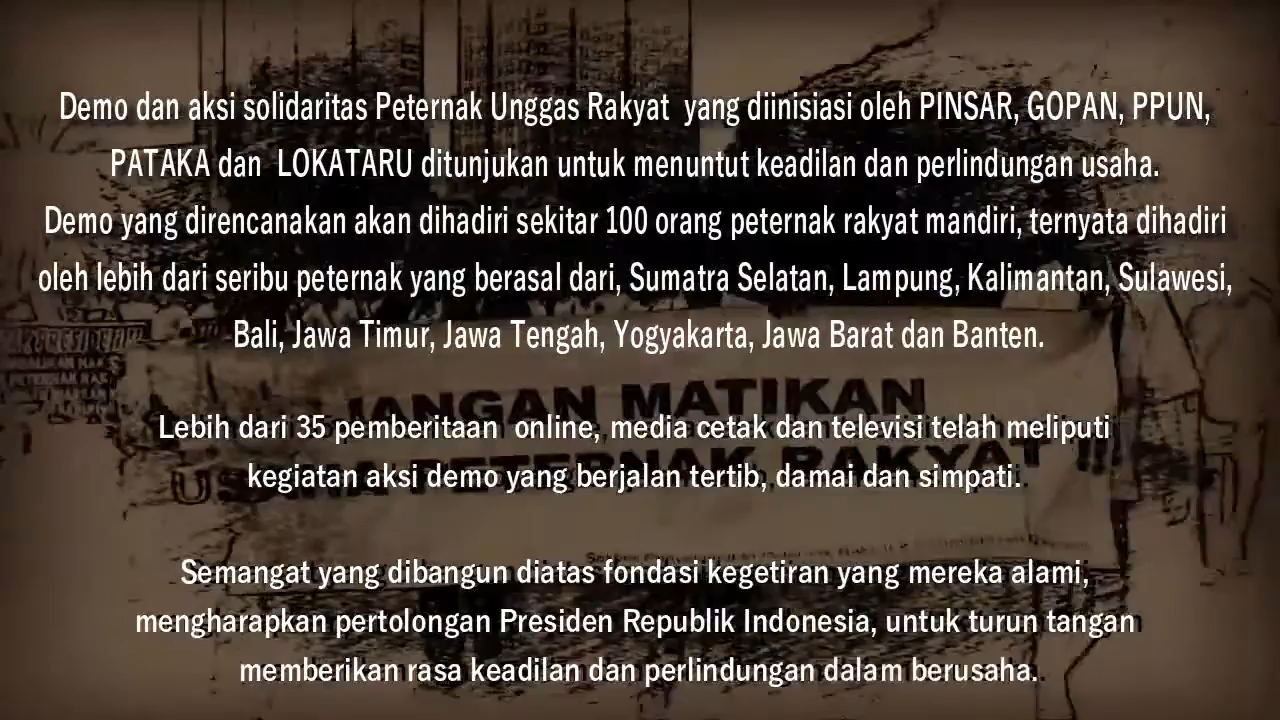 Demo dan aksi solidaritas Peternak Unggas Rakyat yang diinisiasi oleh PINSAR, GOPAN, PPUN,
PATAKA dan LOKATARU ditunjukan untuk menuntut keadilan dan perlindungan usaha.
Demo yang direncanakan akan dihadiri sekitar 100 orang peternak rakyat mandiri, ternyata dihadiri
oleh lebih dari seribu peternak yang berasal dari, Sumatra Selatan, Lampung, Kalimantan, Sulawesi,
Bali, Jawa Timur, Jawa Tengah, Yogyakarta, Jawa Barat dan Banten.
JANGAN MATIKAN
Lebih dari 35 pemberitaan online, media cetak dan televisi telah meliputi
USAHA PETERNAK RAKYAT !!!
kegiatan aksi demo yang berjalan tertib, damai dan simpati.
Semangat yang dibangun diatas fondasi kegetiran yang mereka alami,
mengharapkan pertolongan Presiden Republik Indonesia, untuk turun tangan
memberikan rasa keadilan dan perlindungan dalam berusaha.